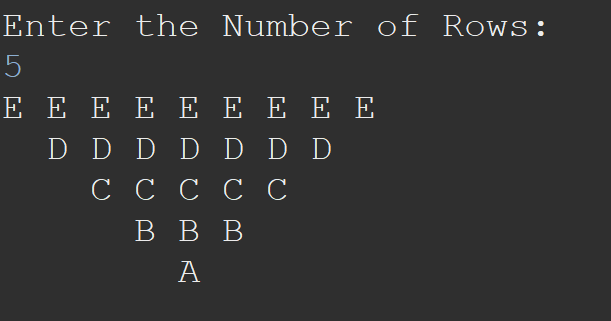 Enter the Number of Rows:
5
E E E E E E E E E
D D D D D D D
C C C C C
B B B
A